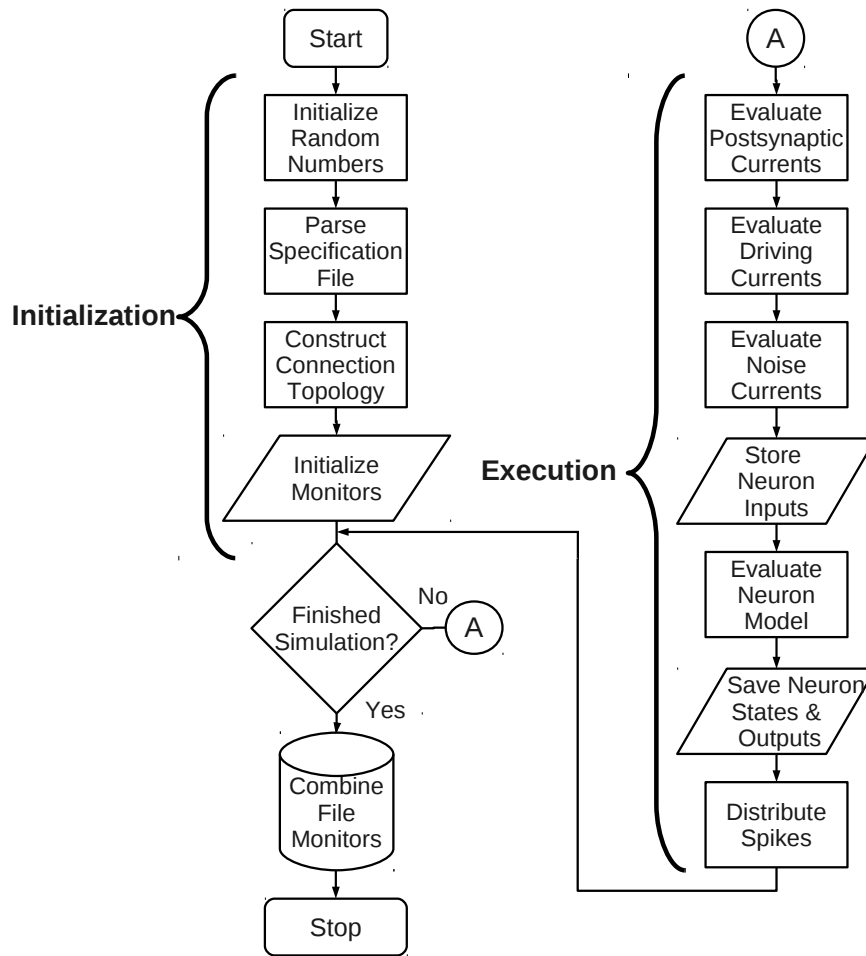 Start
Initialize
Random
Numbers
Parse
Specification
File
Construct
Connection
Topology
Initialize
Monitors
Initialization
Finished
Simulation?
No
A
Yes
Combine
File
Monitors
Stop
A
Evaluate
Postsynaptic
Currents
Evaluate
Driving
Currents
Evaluate
Noise
Currents
Store
Neuron
Inputs
Execution
Evaluate
Neuron
Model
Save Neuron
States &
Outputs
Distribute
Spikes